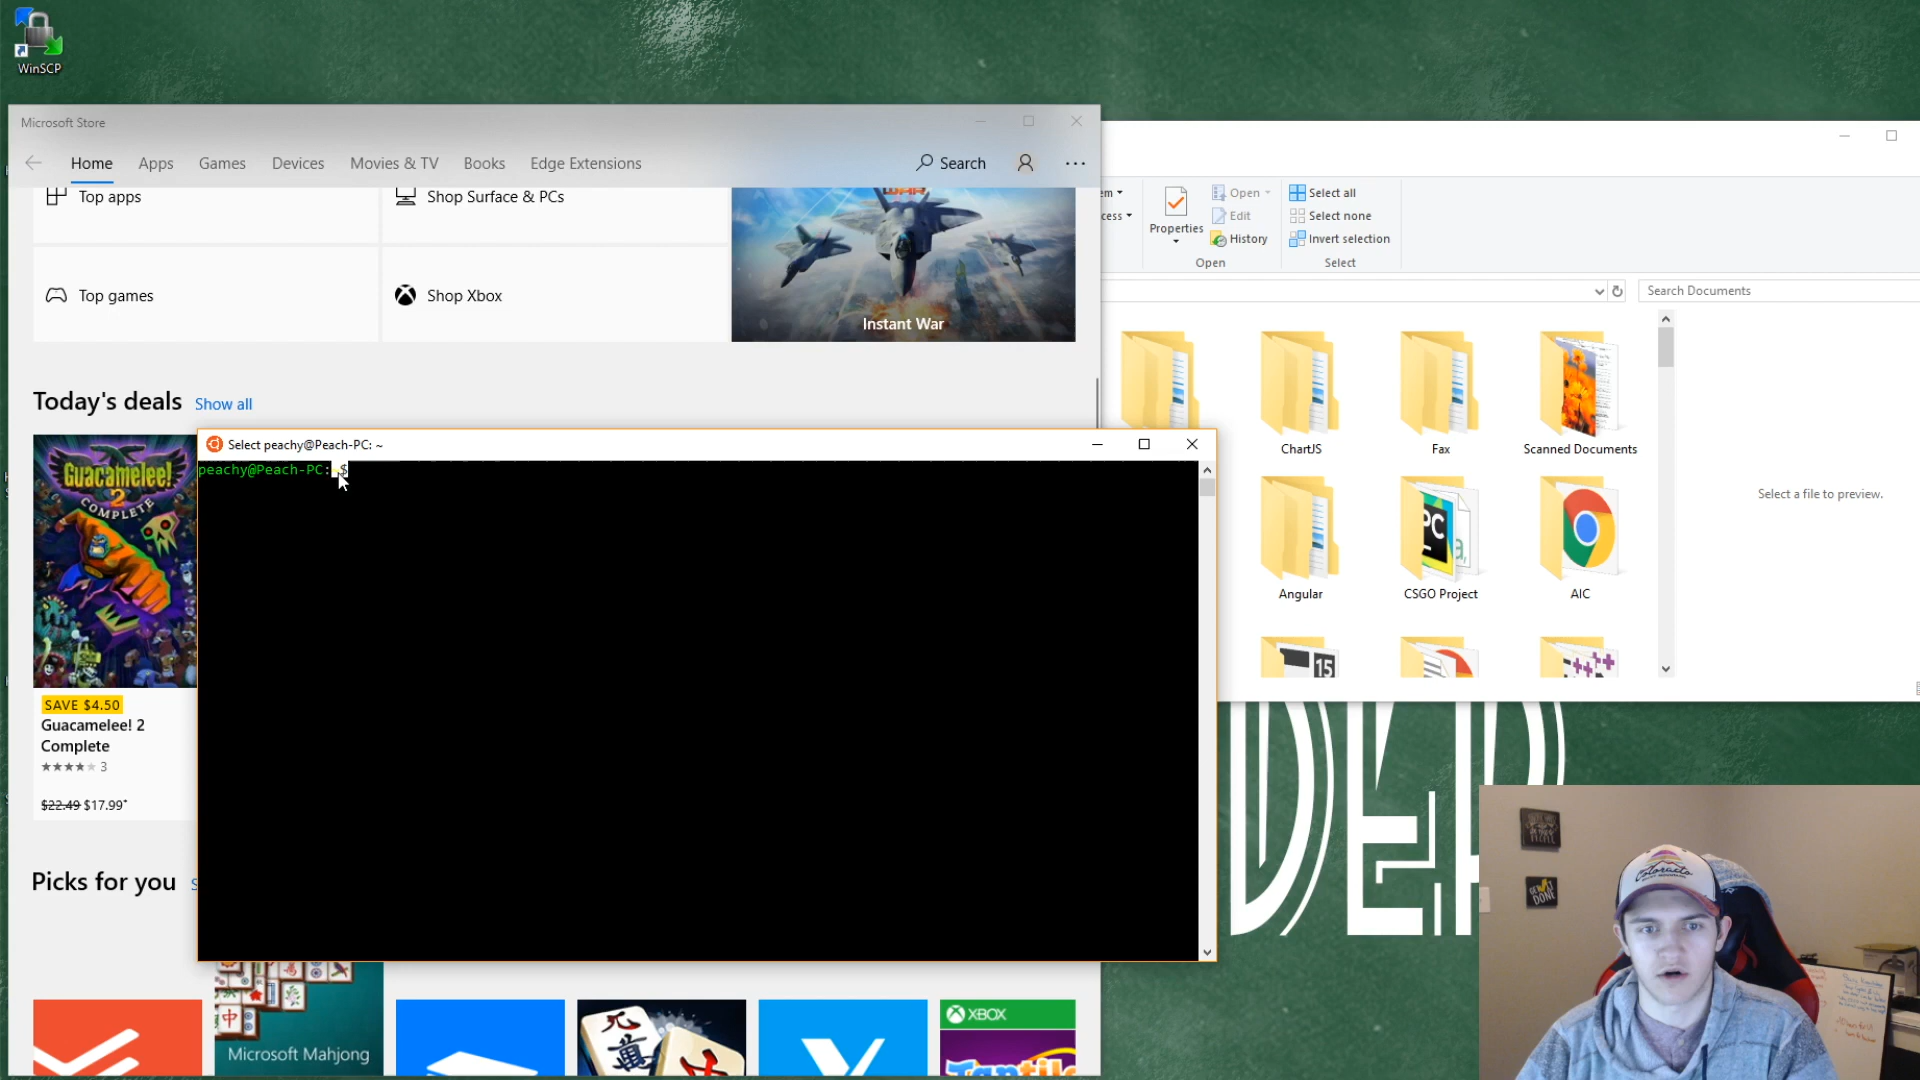 WinSCP
Microsoft Store
Home Apps Games Devices Movies & TV Books Edge Extensions Search
Top apps
Shop Surface & PCs
Top games
Shop Xbox
Instant War
Today's deals Show all
Guacamelee!
2
COMPLETE
SAVE $4.50
Guacamelee! 2
Complete
3
$22.49 $17.99*
Picks for you
Microsoft Mahjong
XBOX
Select peachy@Peach-PC: ~
peachy@Peach-PC:~$
Properties
Open
Edit
History
Open
Select all
Select none
Invert selection
Select
Search Documents
ChartJS
Fax
Scanned Documents
Angular
CSGO Project
AIC
PC
15
Select a file to preview.
Colorado
DONE